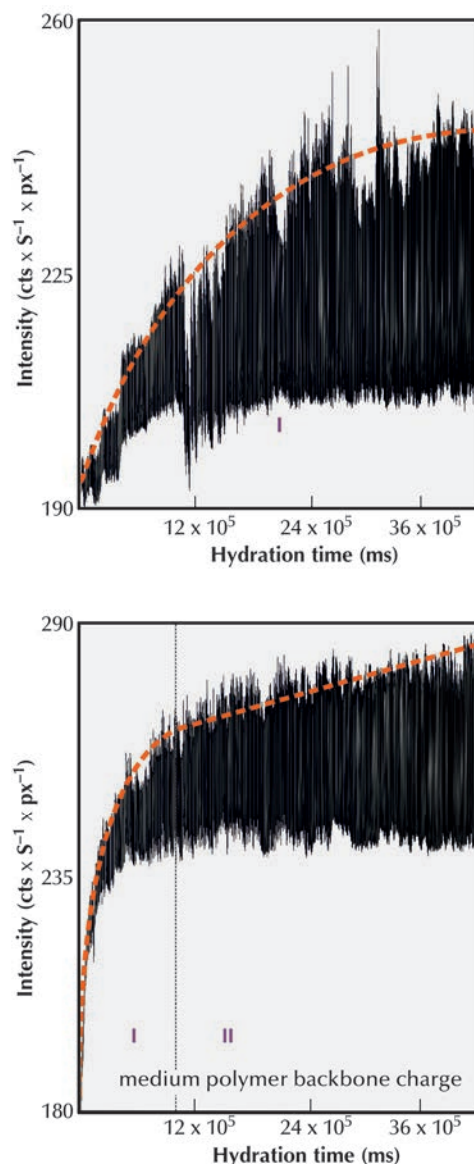 260
225
190
Intensity (cts x S⁻¹ x px⁻¹)
I
12 x 10⁵
24 x 10⁵
36 x 10⁵
Hydration time (ms)
290
235
180
Intensity (cts x S⁻¹ x px⁻¹)
I
II
medium polymer backbone charge
12 x 10⁵
24 x 10⁵
36 x 10⁵
Hydration time (ms)